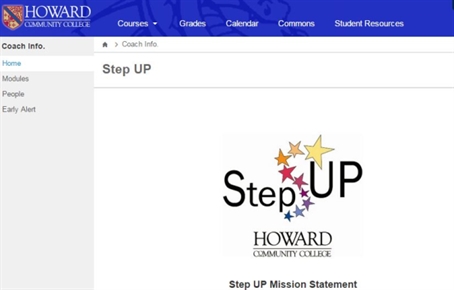 HOWARD
COMMUNITY COLLEGE
Courses Grades Calendar Commons Student Resources
Coach Info.
Home
Modules
People
Early Alert
Coach Info.
Step UP
Step UP
HOWARD
COMMUNITY COLLEGE
Step UP Mission Statement